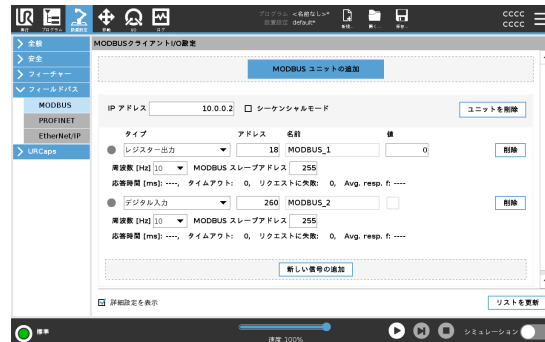 プログラム <名前なし>*
設置設定 default*
CCCC
CCCC
実行 プログラム 設置設定 移動 I/O ログ 新規... 開く... 保存...
全般
MODBUSクライアントI/O設定
安全
フィーチャー
フィールドバス
MODBUS
PROFINET
EtherNet/IP
URCaps
MODBUS ユニットの追加
IP アドレス 10.0.0.2 シーケンシャルモード ユニットを削除
タイプ アドレス 名前 値
レジスター出力 18 MODBUS_1 0 削除
周波数 [Hz] 10 MODBUS スレーブアドレス 255
応答時間 [ms]: ----, タイムアウト: 0, リクエストに失敗: 0, Avg. resp. f: ----
デジタル入力 260 MODBUS_2 削除
周波数 [Hz] 10 MODBUS スレーブアドレス 255
応答時間 [ms]: ----, タイムアウト: 0, リクエストに失敗: 0, Avg. resp. f: ----
新しい信号の追加
詳細設定を表示 リストを更新
標準
速度 100%
シミュレーション